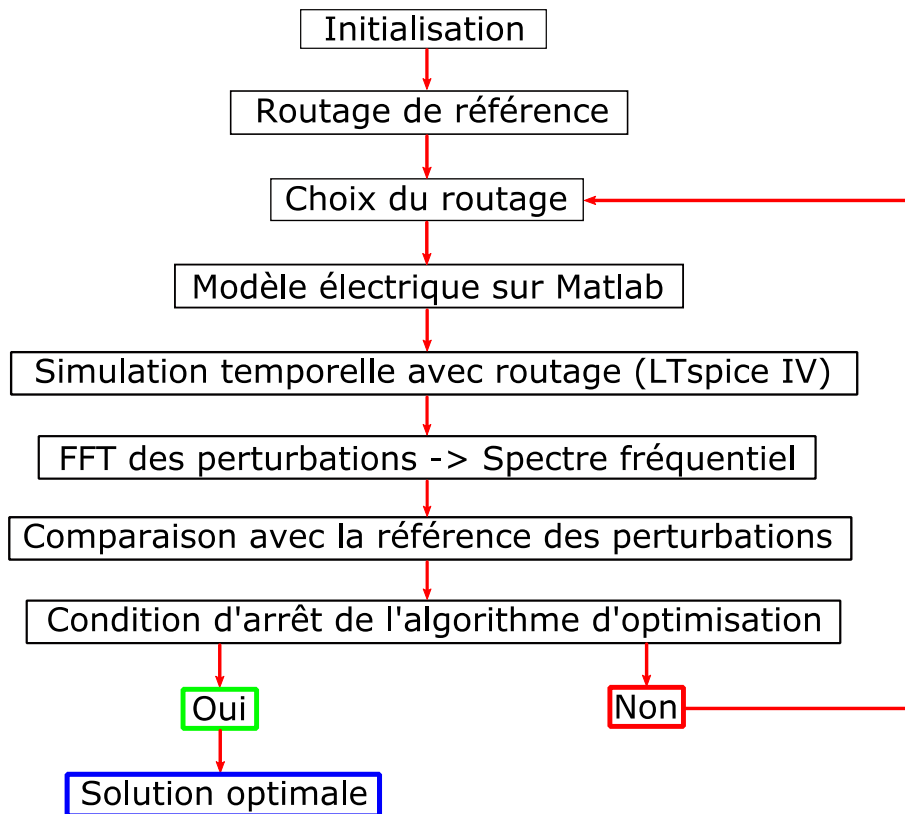 Initialisation
Routage de référence
Choix du routage
Modèle électrique sur Matlab
Simulation temporelle avec routage (LTspice IV)
FFT des perturbations -> Spectre fréquentiel
Comparaison avec la référence des perturbations
Condition d'arrêt de l'algorithme d'optimisation
Oui
Non
Solution optimale